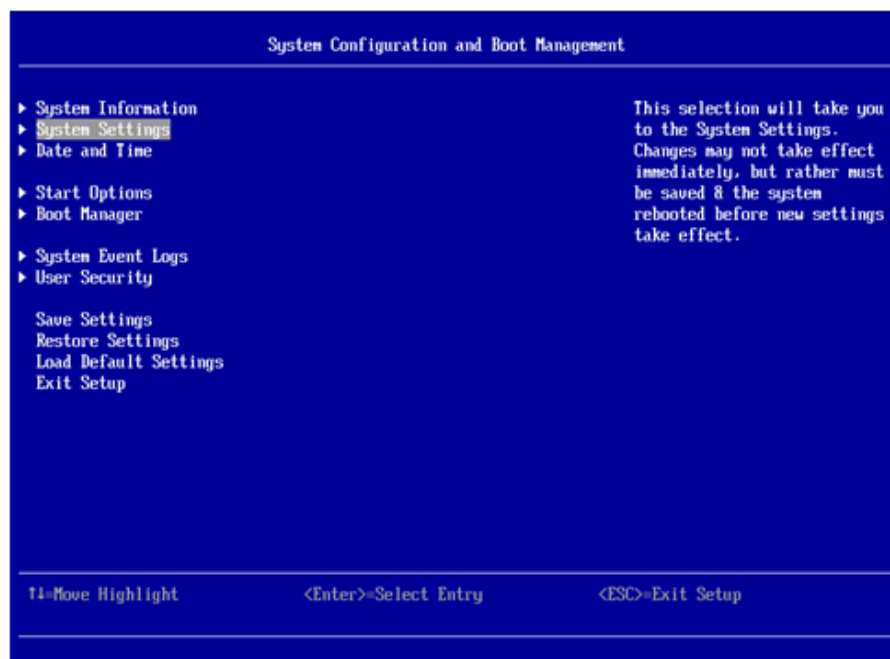 System Configuration and Boot Management
▶ System Information
▶ System Settings
▶ Date and Time
▶ Start Options
▶ Boot Manager
▶ System Event Logs
▶ User Security
Save Settings
Restore Settings
Load Default Settings
Exit Setup
This selection will take you
to the System Settings.
Changes may not take effect
immediately, but rather must
be saved & the system
rebooted before new settings
take effect.
↑↓=Move Highlight
<Enter>=Select Entry
<ESC>=Exit Setup